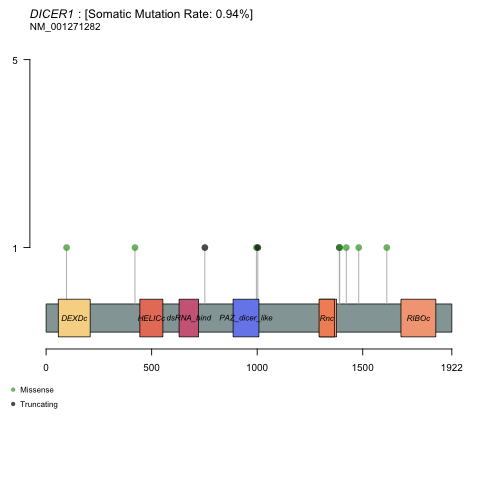 DICER1 : [Somatic Mutation Rate: 0.94%]
NM_001271282
5
1
DEXDc HELICc dsRNA_bind PAZ_dicer_like Rnc RIBOc
0 500 1000 1500 1922
Missense
Truncating